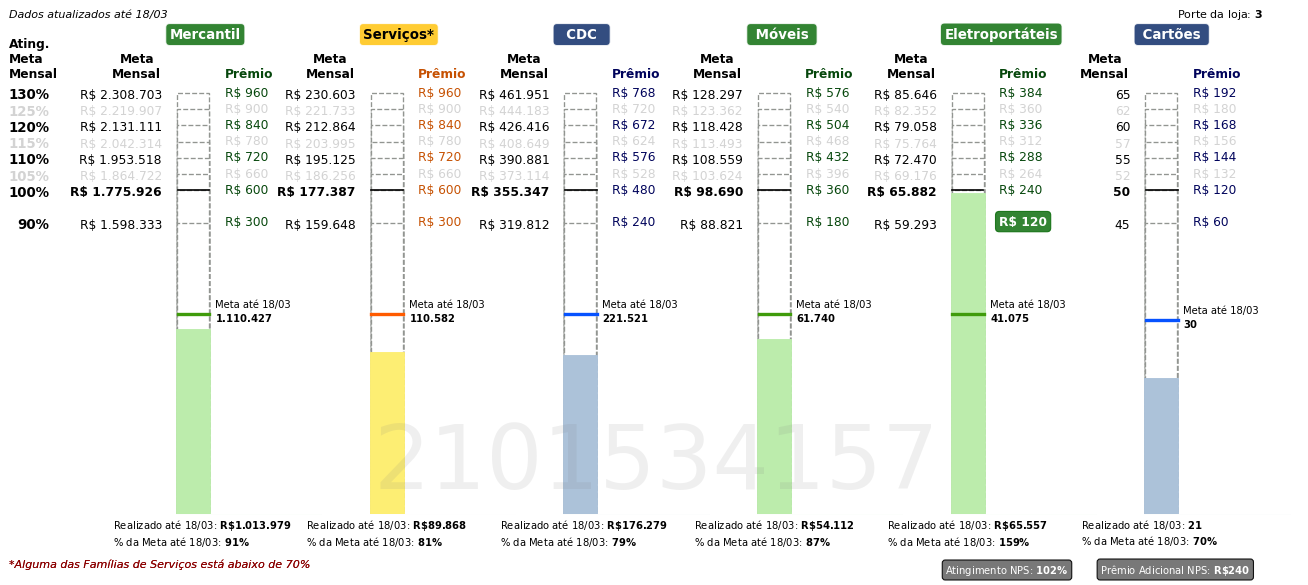 Dados atualizados até 18/03 Porte da loja: 3
Mercantil Serviços* CDC Móveis Eletroportáteis Cartões
Ating.
Meta Meta Meta Meta Meta Meta Meta
Mensal Mensal Prêmio Mensal Prêmio Mensal Prêmio Mensal Prêmio Mensal Prêmio Mensal Prêmio
130% R$ 2.308.703 R$ 960 R$ 230.603 R$ 960 R$ 461.951 R$ 768 R$ 128.297 R$ 576 R$ 85.646 R$ 384 65 R$ 192
125% R$ 2.219.907 R$ 900 R$ 221.733 R$ 900 R$ 444.183 R$ 720 R$ 123.362 R$ 540 R$ 82.352 R$ 360 62 R$ 180
120% R$ 2.131.111 R$ 840 R$ 212.864 R$ 840 R$ 426.416 R$ 672 R$ 118.428 R$ 504 R$ 79.058 R$ 336 60 R$ 168
115% R$ 2.042.314 R$ 780 R$ 203.995 R$ 780 R$ 408.649 R$ 624 R$ 113.493 R$ 468 R$ 75.764 R$ 312 57 R$ 156
110% R$ 1.953.518 R$ 720 R$ 195.125 R$ 720 R$ 390.881 R$ 576 R$ 108.559 R$ 432 R$ 72.470 R$ 288 55 R$ 144
105% R$ 1.864.722 R$ 660 R$ 186.256 R$ 660 R$ 373.114 R$ 528 R$ 103.624 R$ 396 R$ 69.176 R$ 264 52 R$ 132
100% R$ 1.775.926 R$ 600 R$ 177.387 R$ 600 R$ 355.347 R$ 480 R$ 98.690 R$ 360 R$ 65.882 R$ 240 50 R$ 120
90% R$ 1.598.333 R$ 300 R$ 159.648 R$ 300 R$ 319.812 R$ 240 R$ 88.821 R$ 180 R$ 59.293 R$ 120 45 R$ 60
Meta até 18/03 Meta até 18/03 Meta até 18/03 Meta até 18/03 Meta até 18/03 Meta até 18/03
1.110.427 110.582 221.521 61.740 41.075 30
2101534157
Realizado até 18/03: R$1.013.979 Realizado até 18/03: R$89.868 Realizado até 18/03: R$176.279 Realizado até 18/03: R$54.112 Realizado até 18/03: R$65.557 Realizado até 18/03: 21
% da Meta até 18/03: 91% % da Meta até 18/03: 81% % da Meta até 18/03: 79% % da Meta até 18/03: 87% % da Meta até 18/03: 159% % da Meta até 18/03: 70%
*Alguma das Famílias de Serviços está abaixo de 70% Atingimento NPS: 102% Prêmio Adicional NPS: R$240